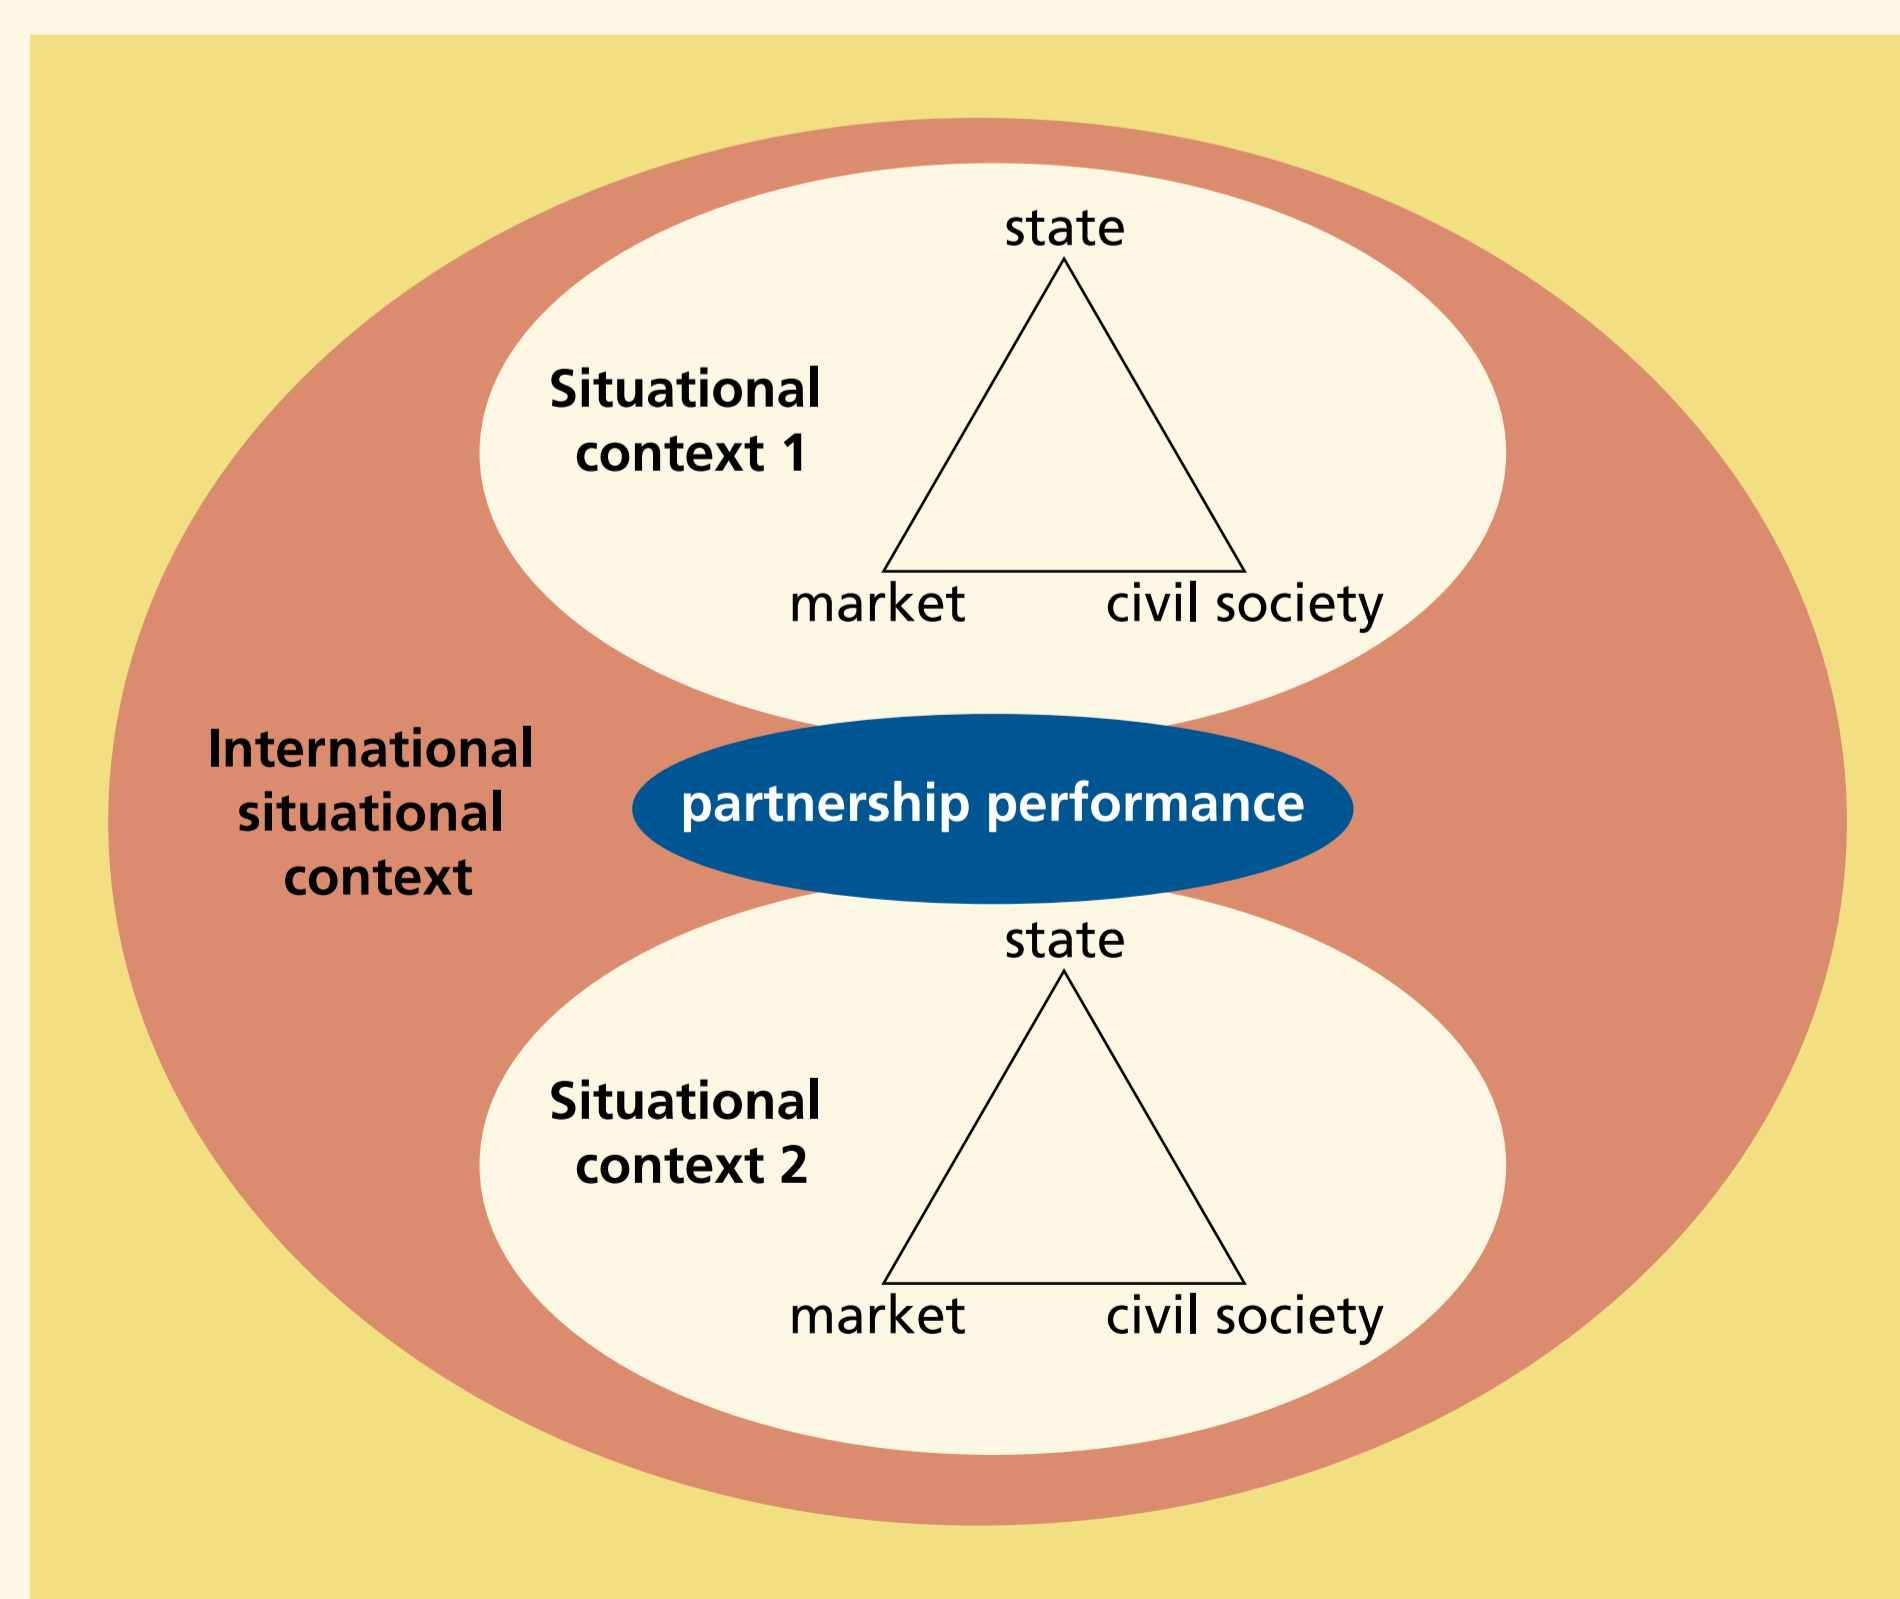 state
Situational
context 1
market
civil society
International
situational
context
partnership performance
state
Situational
context 2
market
civil society